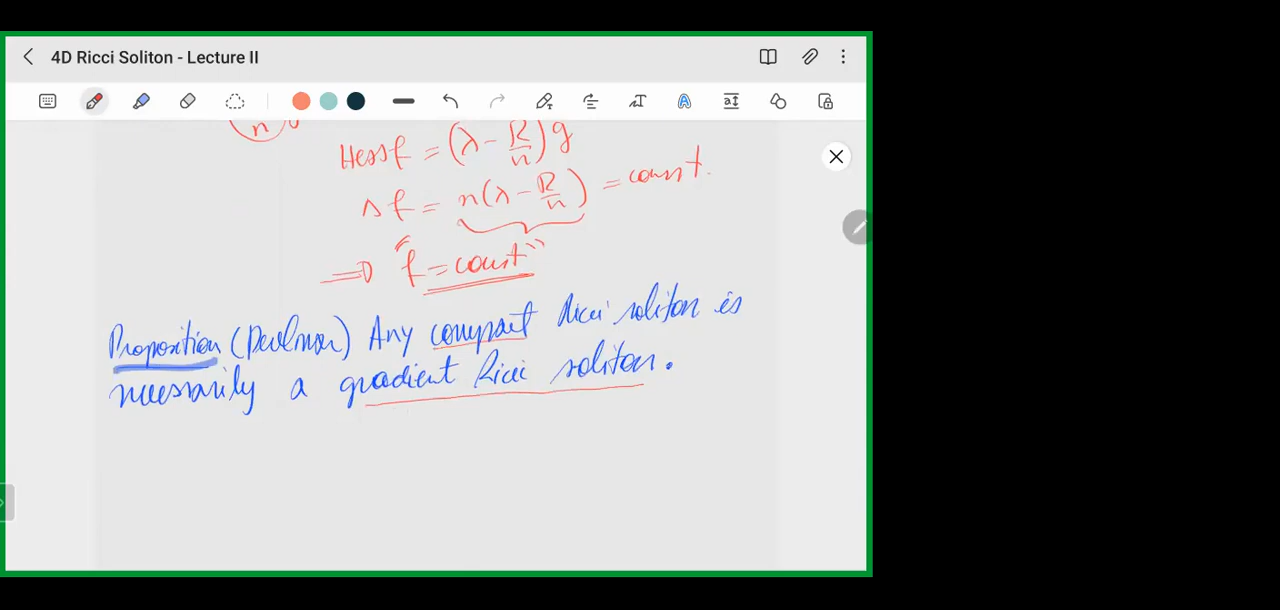 4D Ricci Soliton - Lecture II
n
Hess f = (λ - R/n) g
Δ f = n(λ - R/n) = const.
⇒ "f = const"
Proposition (Perelman) Any compact Ricci soliton is
necessarily a gradient Ricci soliton.